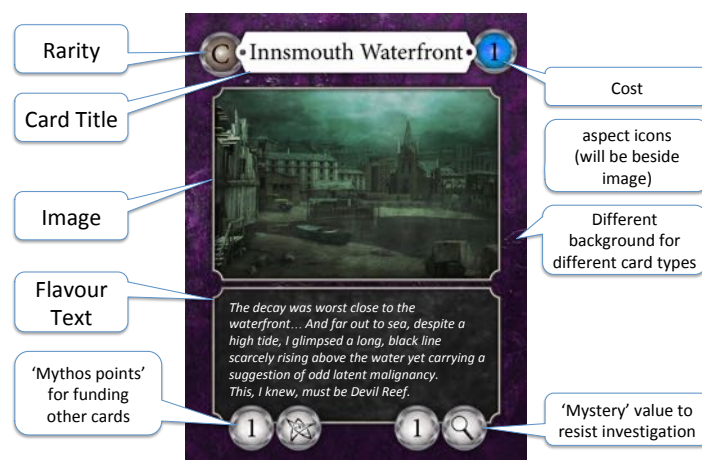 Rarity
Card Title
Image
Flavour
Text
‘Mythos points’
for funding
other cards
C
Innsmouth Waterfront
1
The decay was worst close to the
waterfront... And far out to sea, despite a
high tide, I glimpsed a long, black line
scarcely rising above the water yet carrying a
suggestion of odd latent malignancy.
This, I knew, must be Devil Reef.
1
1
Cost
aspect icons
(will be beside
image)
Different
background for
different card types
‘Mystery’ value to
resist investigation